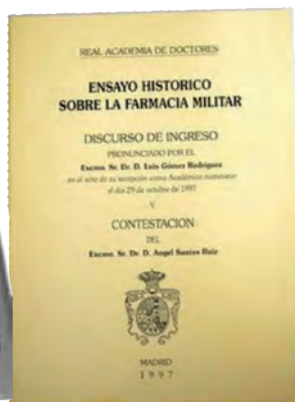 REAL ACADEMIA DE DOCTORES
ENSAYO HISTORICO
SOBRE LA FARMACIA MILITAR
DISCURSO DE INGRESO
PRONUNCIADO POR EL
Excmo. Sr. Dr. D. Luis Gómez Rodríguez
en el acto de su recepción como Académico numerario
el día 29 de octubre de 1997
Y
CONTESTACION
DEL
Excmo. Sr. Dr. D. Angel Santos Ruiz
MADRID
1997